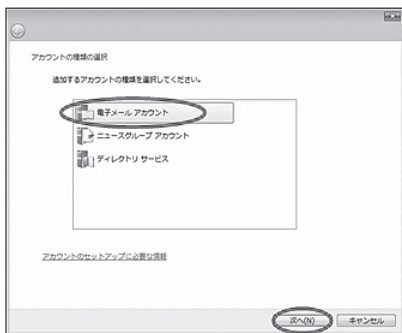 アカウントの種類の選択
追加するアカウントの種類を選択してください。
電子メール アカウント
ニュースグループ アカウント
ディレクトリ サービス
アカウントのセットアップに必要な情報
次へ(N)
キャンセル